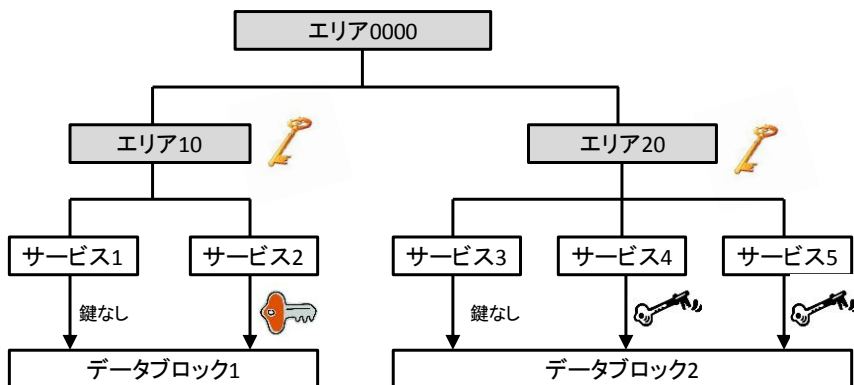 エリア0000
エリア10
エリア20
サービス1
サービス2
サービス3
サービス4
サービス5
鍵なし
鍵なし
データブロック1
データブロック2